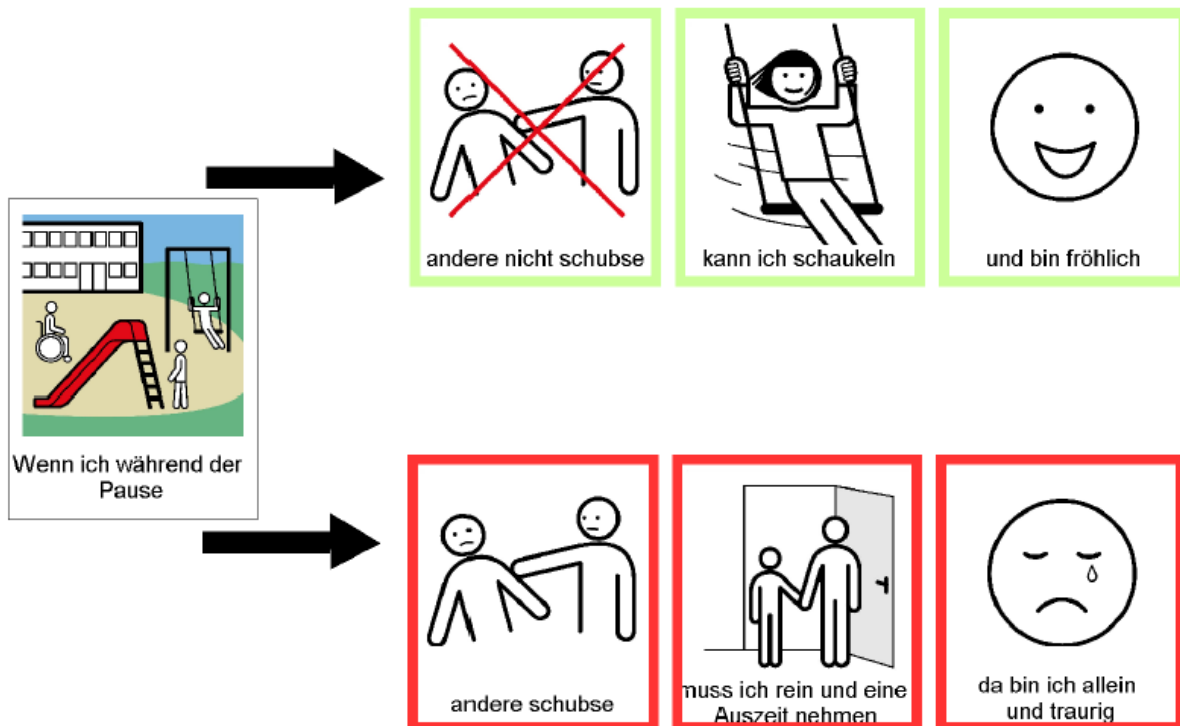 andere nicht schubse
kann ich schaukeln
und bin fröhlich
Wenn ich während der
Pause
andere schubse
muss ich rein und eine
Auszeit nehmen
da bin ich allein
und traurig